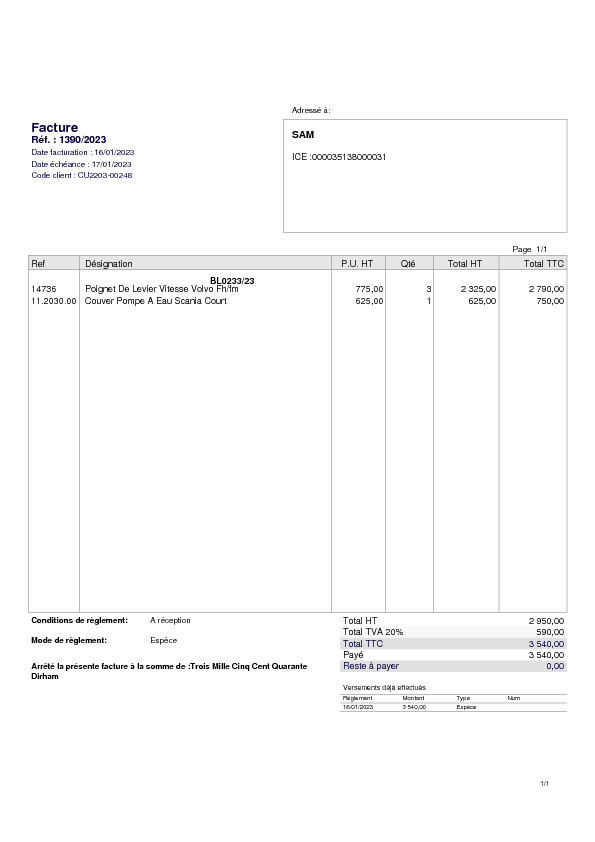 Adressé à:
Facture
Réf. : 1390/2023
Date facturation : 16/01/2023
Date échéance : 17/01/2023
Code client : CU2203-00248
SAM
ICE :000035138000031
Page 1/1
Ref Désignation P.U. HT Qté Total HT Total TTC
BL0233/23
14736 Poignet De Levier Vitesse Volvo Fh/fm 775,00 3 2 325,00 2 790,00
11.2030.00 Couver Pompe A Eau Scania Court 625,00 1 625,00 750,00
Conditions de règlement: A réception
Mode de règlement: Espèce
Arrêté la présente facture à la somme de :Trois Mille Cinq Cent Quarante
Dirham
Total HT 2 950,00
Total TVA 20% 590,00
Total TTC 3 540,00
Payé 3 540,00
Reste à payer 0,00
Versements déjà effectués
Règlement Montant Type Num
16/01/2023 3 540,00 Espèce
1/1